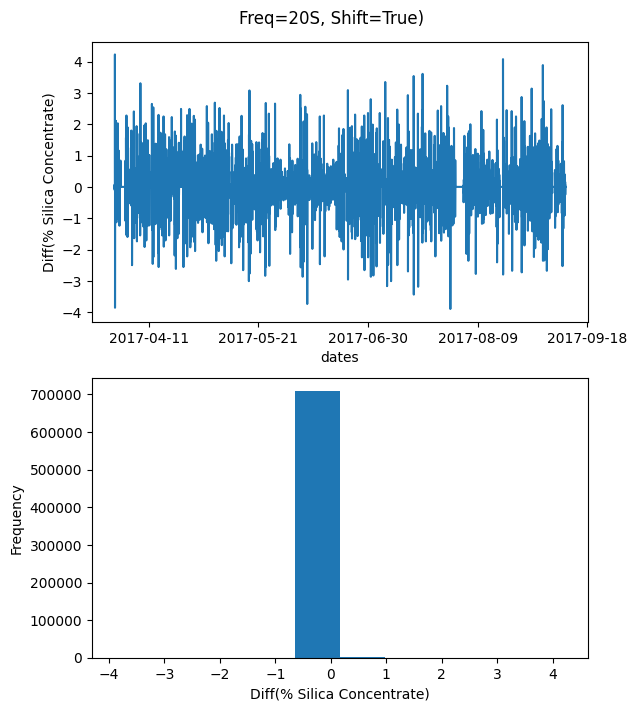 Freq=20S, Shift=True)
4
3
2
1
0
−1
−2
−3
−4
Diff(% Silica Concentrate)
2017-04-11 2017-05-21 2017-06-30 2017-08-09 2017-09-18
dates
700000
600000
500000
400000
300000
200000
100000
0
Frequency
−4 −3 −2 −1 0 1 2 3 4
Diff(% Silica Concentrate)